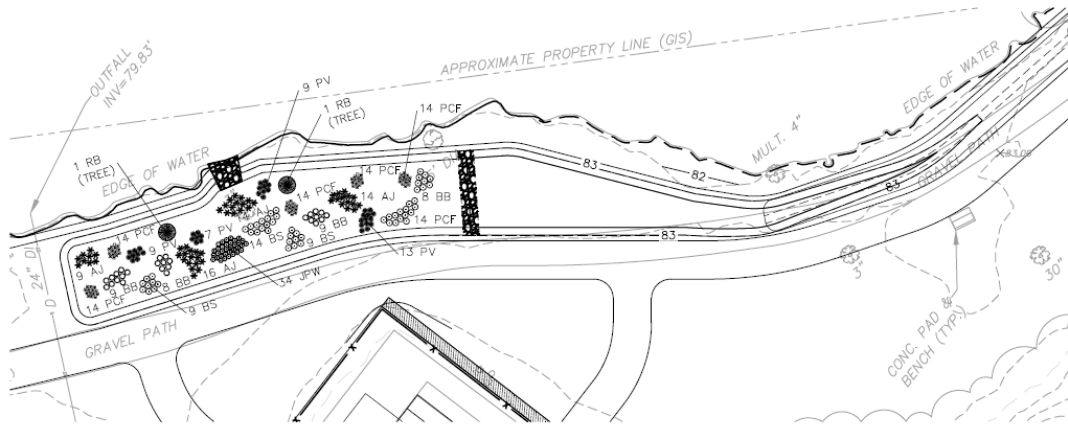 OUTFALL
INV=79.83'
APPROXIMATE PROPERTY LINE (GIS)
EDGE OF WATER
9 PV
1 RB
(TREE)
14 PCF
1 RB
(TREE)
EDGE OF WATER
MULT. 4"
83
82
GRAVEL PATH
83.00
83
14 PCF
14 PCF
14 AJ
8 BB
14 PCF
14 AJ
9 BB
7 PV
14 PCF
9 PV
14 BS
9 BS
13 PV
83
9 AJ
9 BB
8 BB
16 AJ
34 JPW
14 PCF
9 BS
D 24" DI
GRAVEL PATH
3"
30"
CONC. PAD &
BENCH (TYP.)